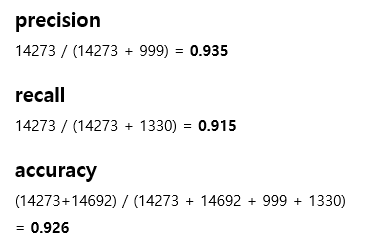 precision
14273 / (14273 + 999) = 0.935
recall
14273 / (14273 + 1330) = 0.915
accuracy
(14273+14692) / (14273 + 14692 + 999 + 1330)
= 0.926